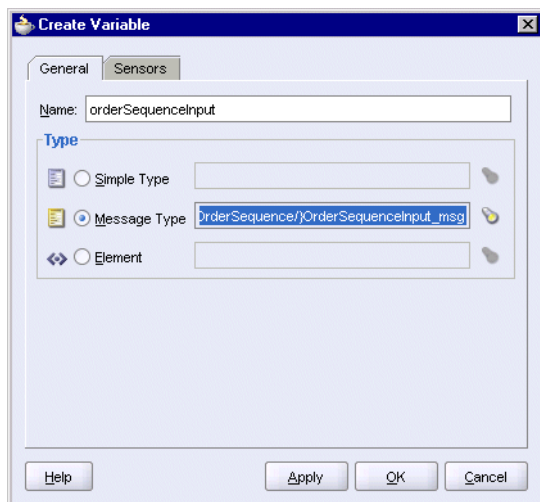 Create Variable
General Sensors
Name: orderSequenceInput
Type
Simple Type
Message Type OrderSequence/}OrderSequenceInput_msg
Element
Help Apply OK Cancel